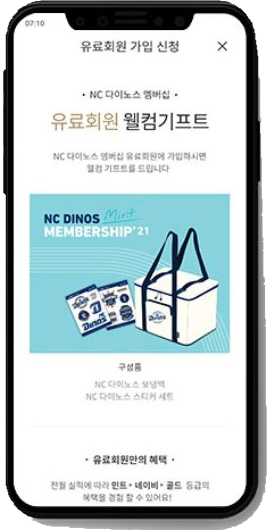 07:10
유료회원 가입 신청 ×
• NC 다이노스 멤버십 •
유료회원 웰컴기프트
NC 다이노스 멤버십 유료회원에 가입하시면
웰컴 기프트를 드립니다
NC DINOS Mint
MEMBERSHIP' 21
Dinos
구성품
NC 다이노스 보냉백
NC 다이노스 스티커 세트
• 유료회원만의 혜택 •
전월 실적에 따라 민트• 네이비• 골드 등급의
혜택을 경험 할 수 있어요!